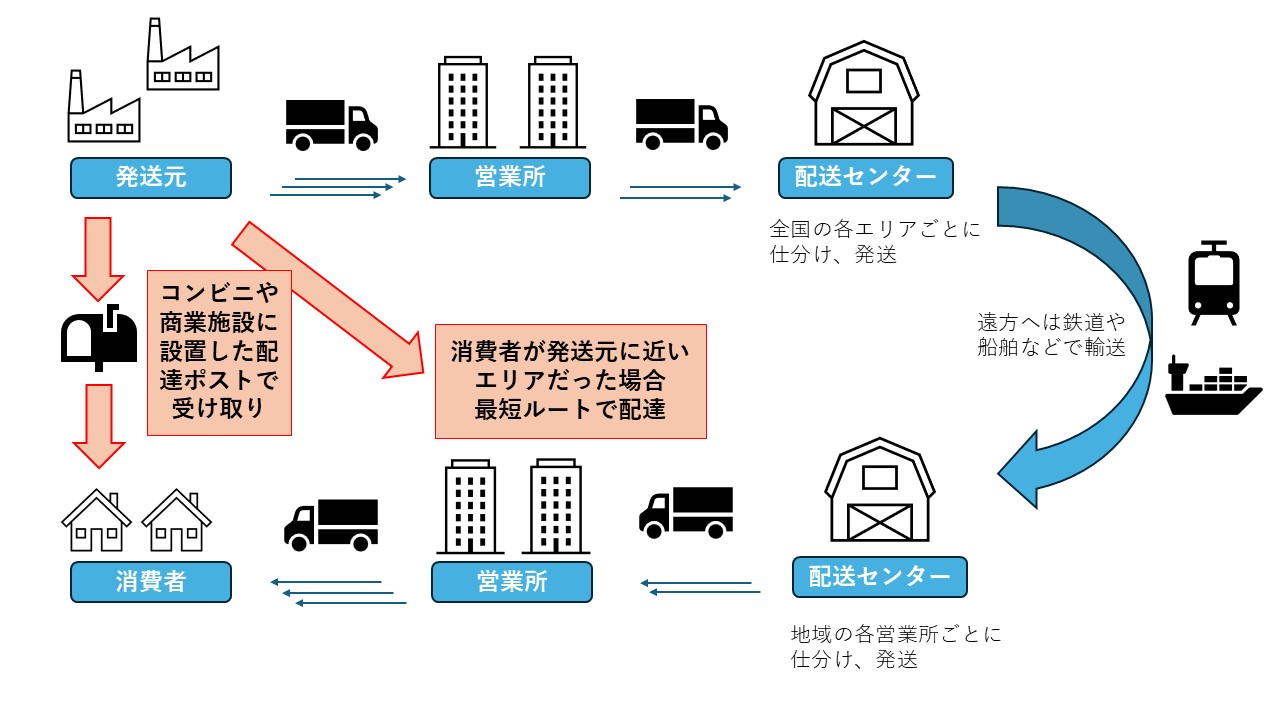 発送元
営業所
配送センター
全国の各エリアごとに
仕分け、発送
コンビニや
商業施設に
設置した配
達ポストで
受け取り
消費者が発送元に近い
エリアだった場合
最短ルートで配達
遠方へは鉄道や
船舶などで輸送
消費者
営業所
配送センター
地域の各営業所ごとに
仕分け、発送